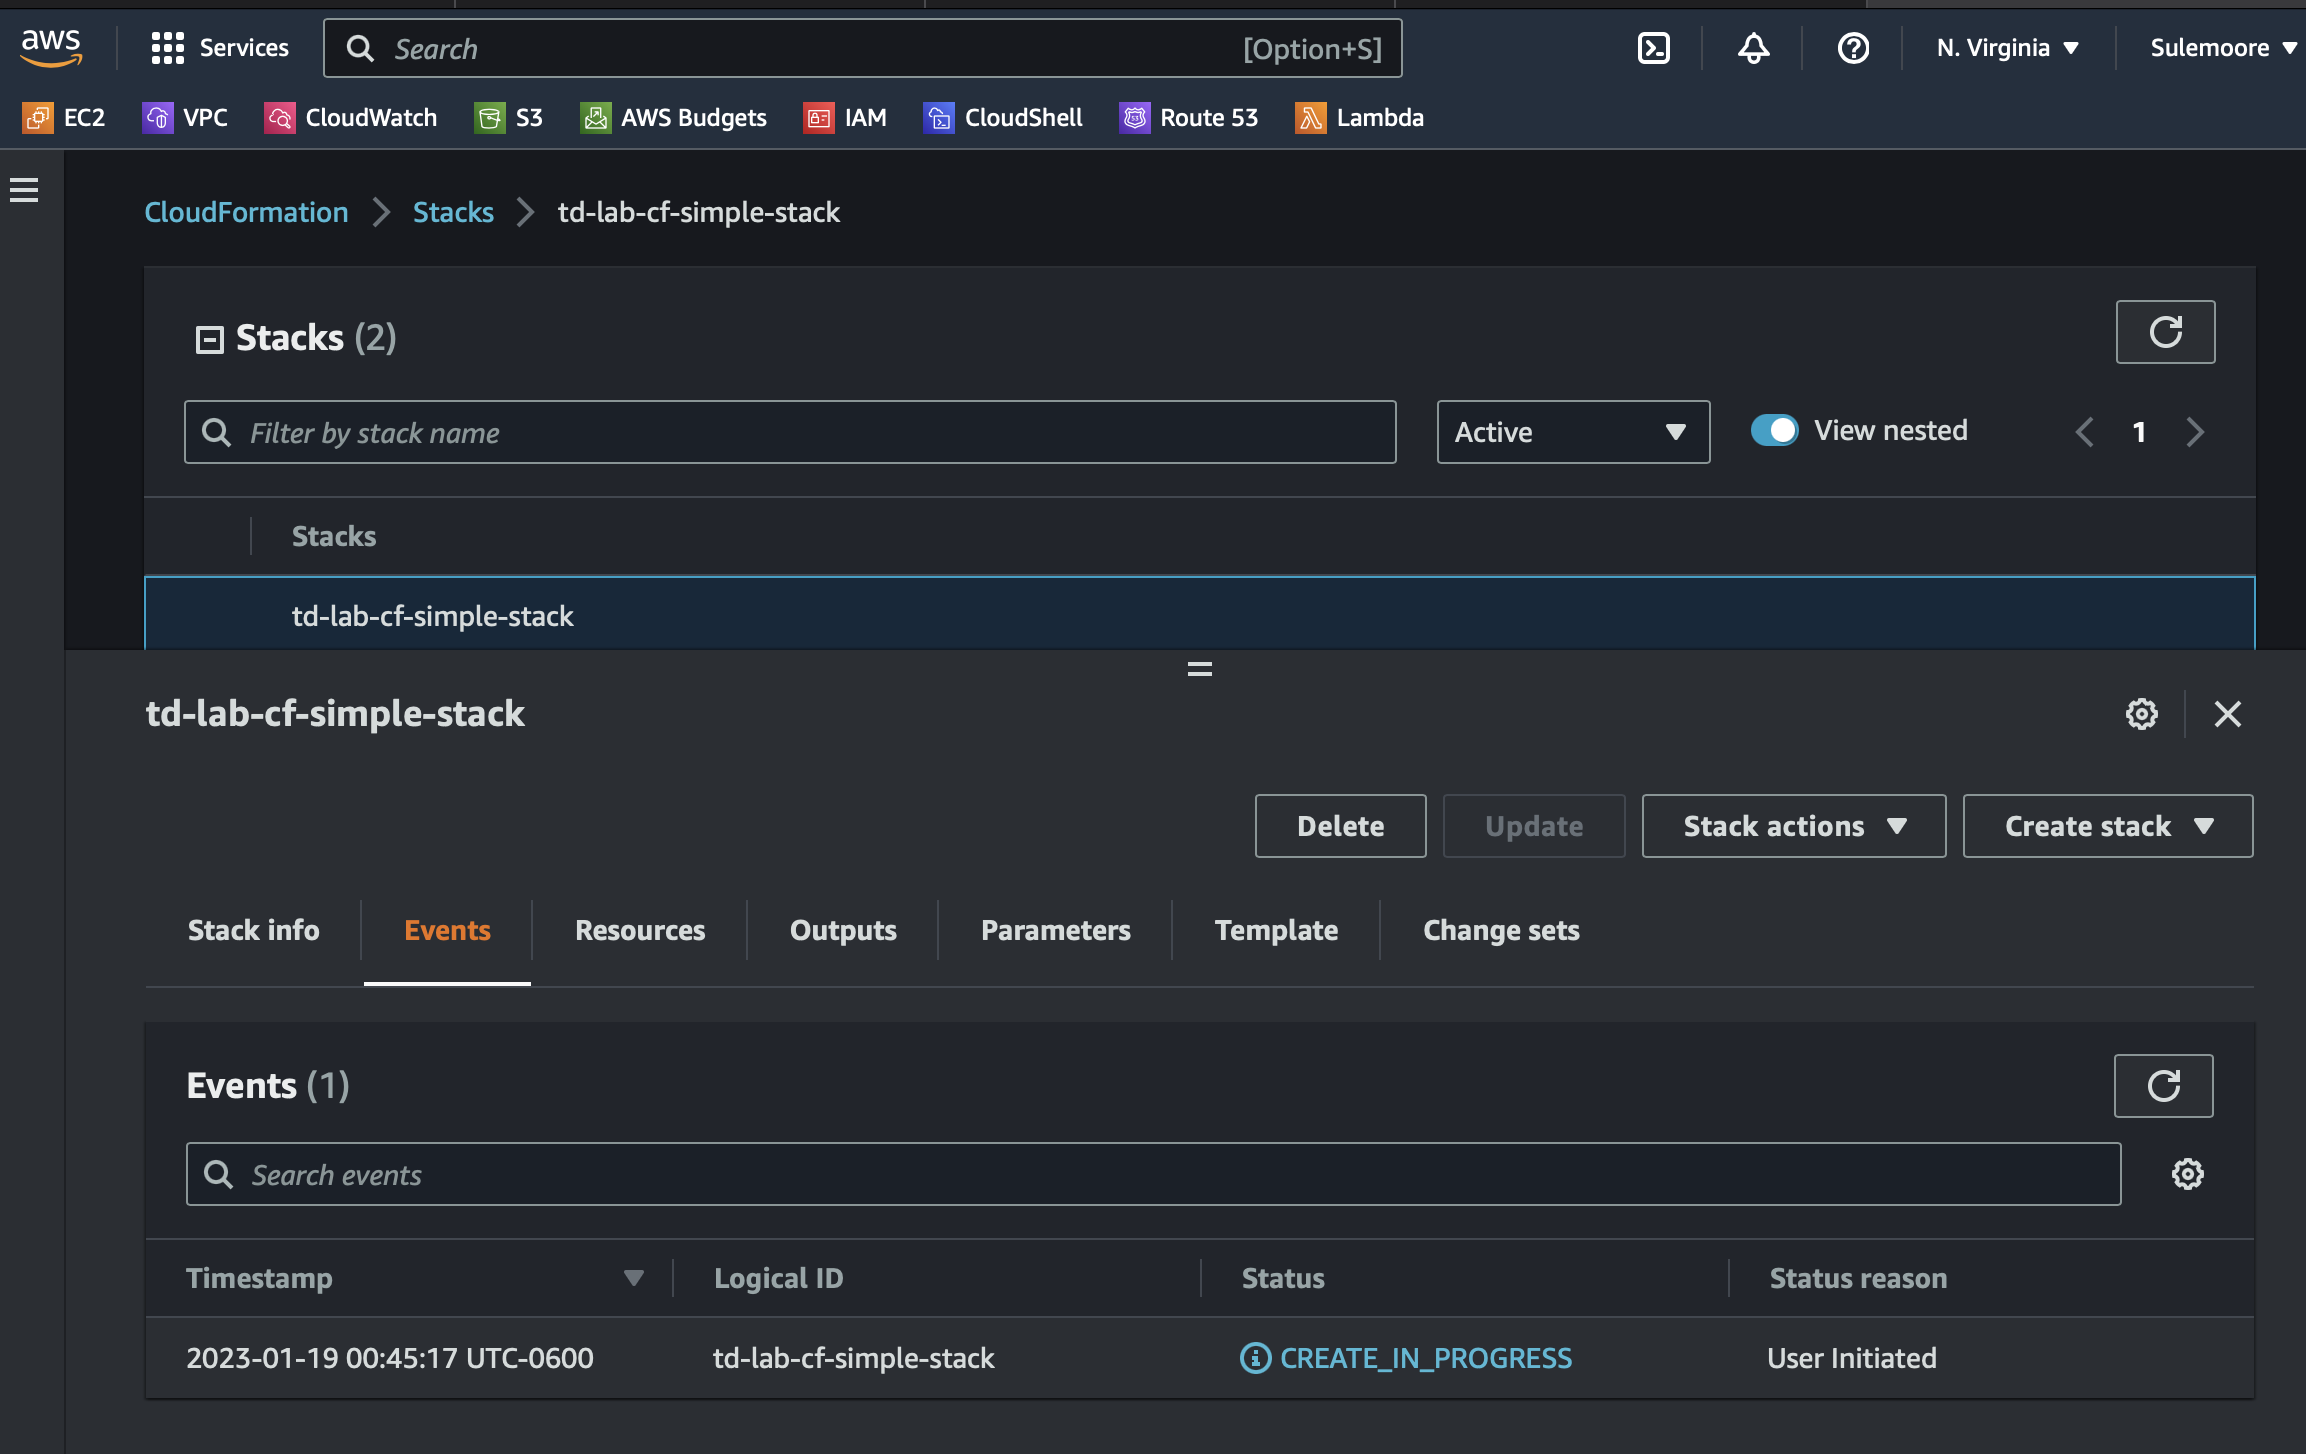 aws
Services
Search
[Option+S]
N. Virginia
Sulemoore
EC2
VPC
CloudWatch
S3
AWS Budgets
IAM
CloudShell
Route 53
Lambda
CloudFormation
Stacks
td-lab-cf-simple-stack
Stacks (2)
Filter by stack name
Active
View nested
1
Stacks
td-lab-cf-simple-stack
td-lab-cf-simple-stack
Delete
Update
Stack actions
Create stack
Stack info
Events
Resources
Outputs
Parameters
Template
Change sets
Events (1)
Search events
Timestamp
Logical ID
Status
Status reason
2023-01-19 00:45:17 UTC-0600
td-lab-cf-simple-stack
CREATE_IN_PROGRESS
User Initiated